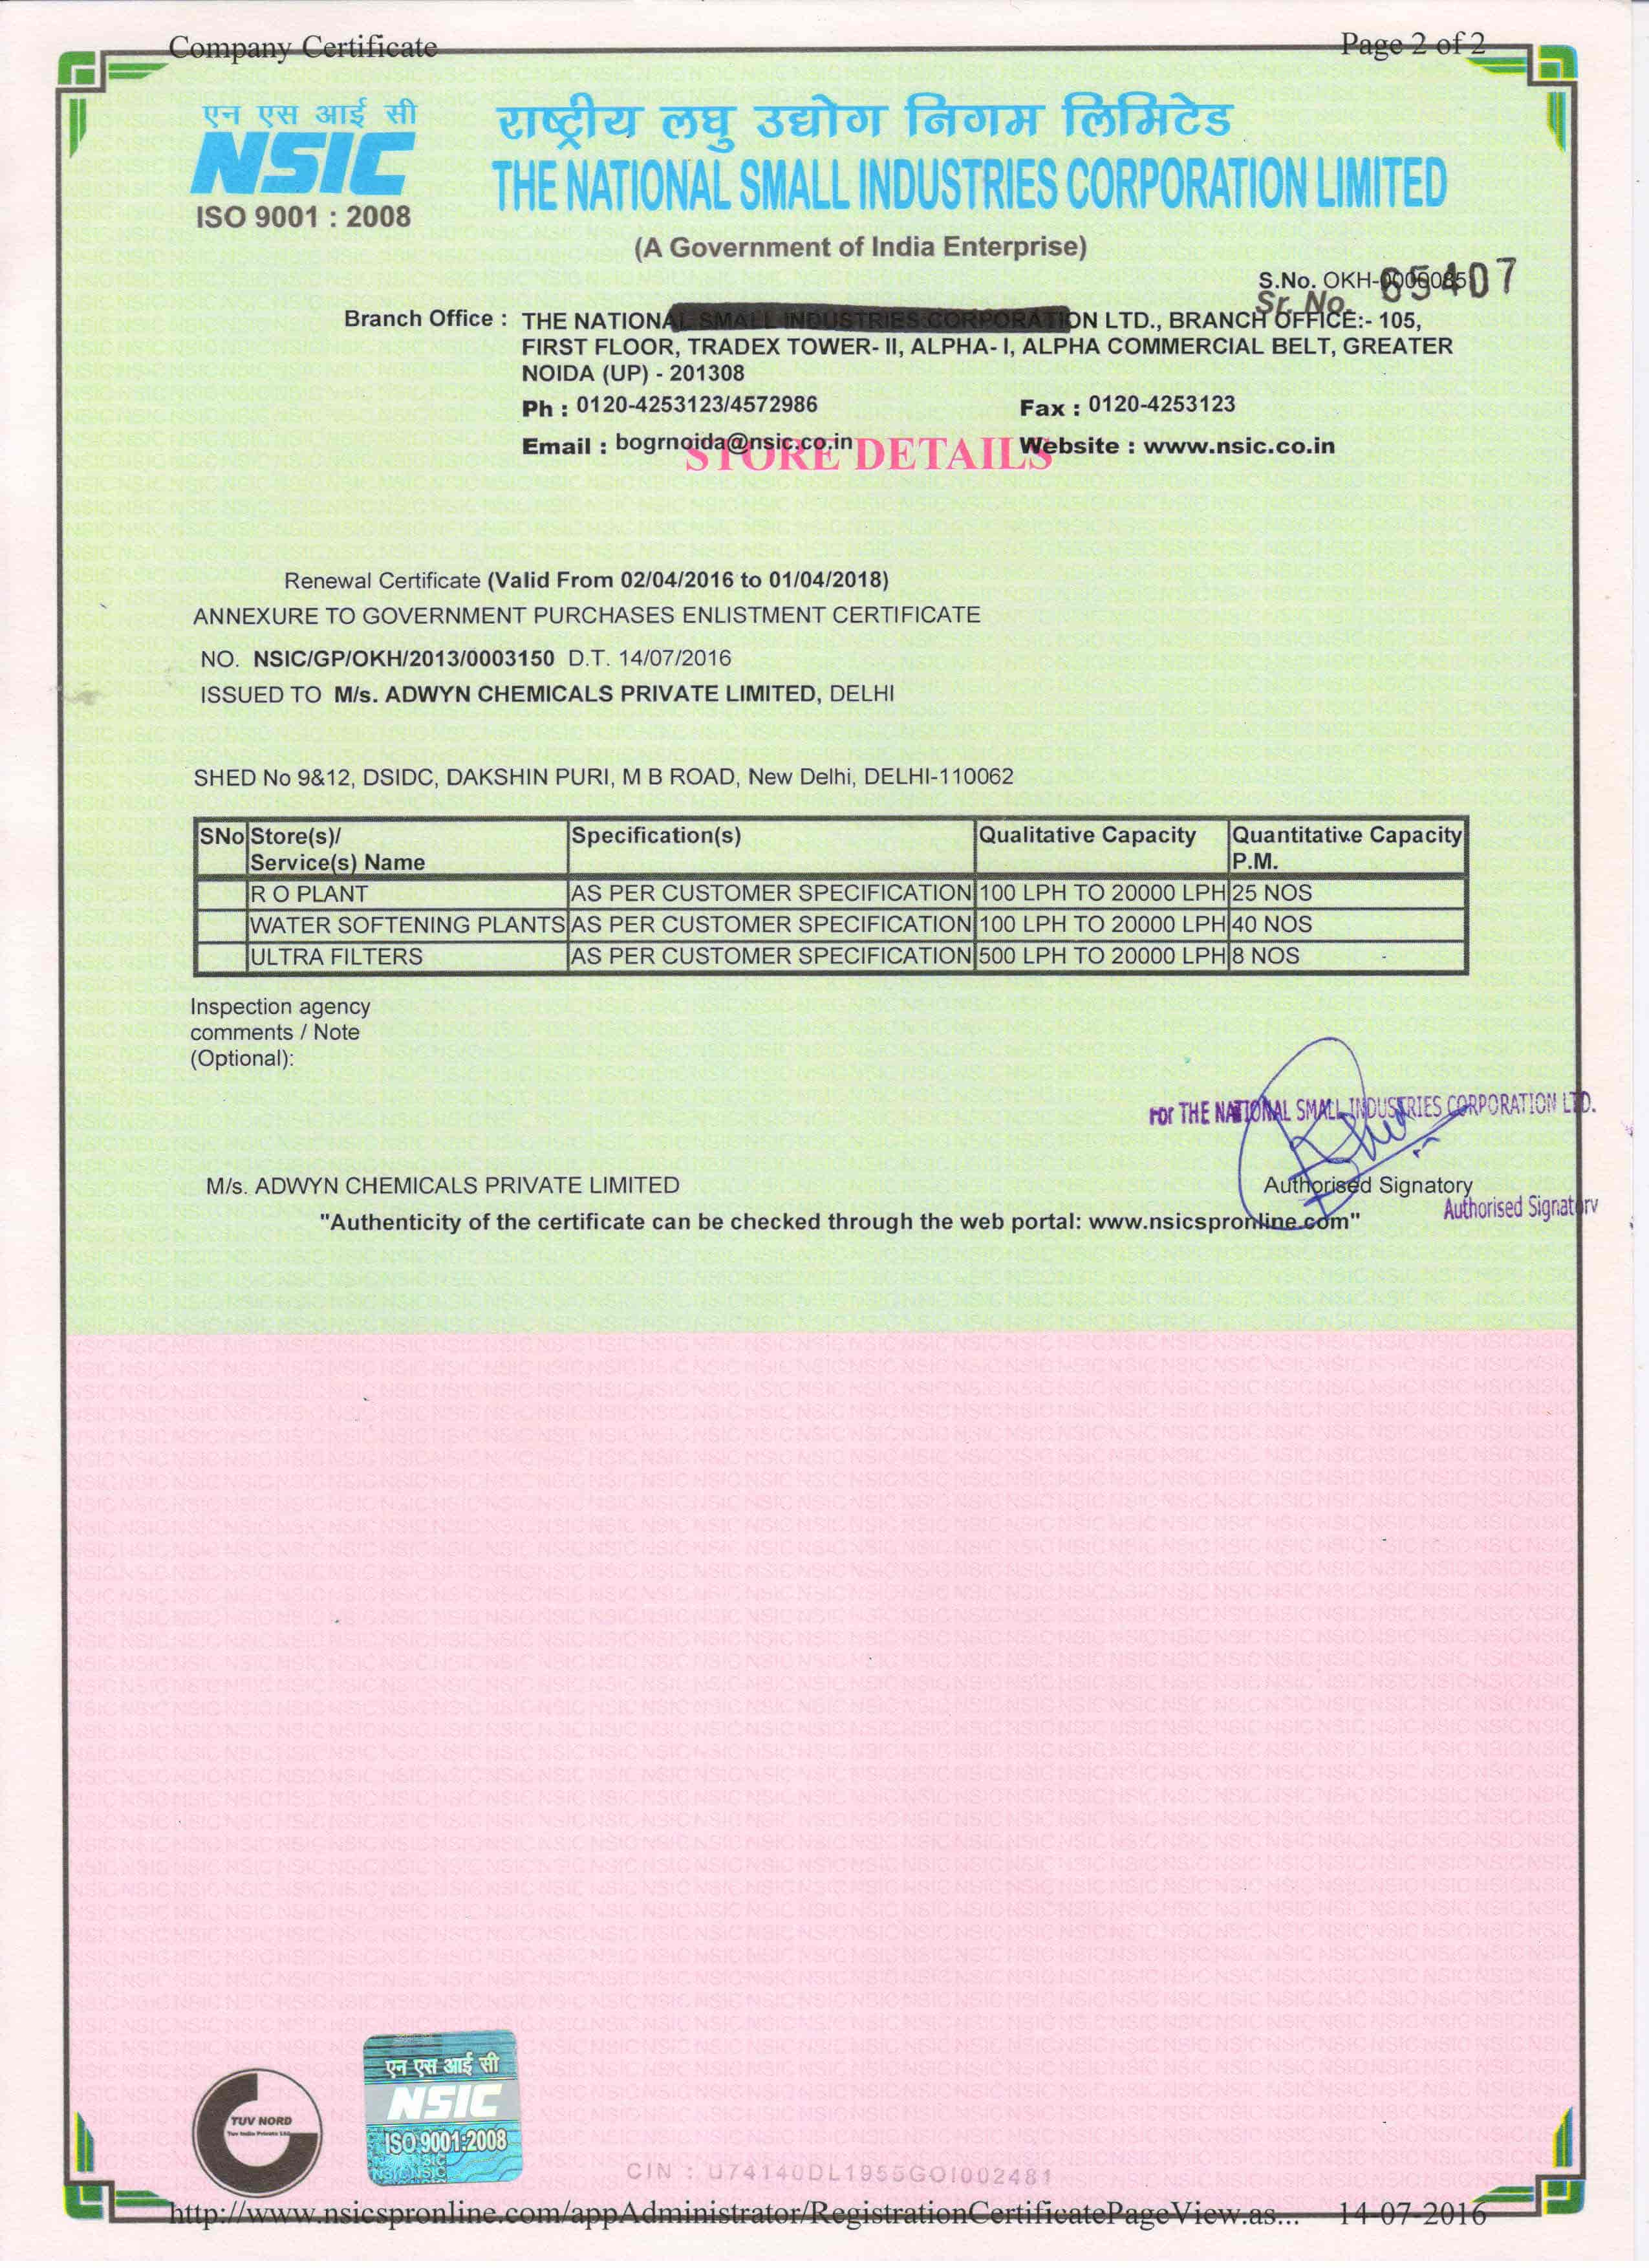 Company Certificate
Page 2 of 2
एन एस आई सी
NSIC
ISO 9001 : 2008
राष्ट्रीय लघु उद्योग निगम लिमिटेड
THE NATIONAL SMALL INDUSTRIES CORPORATION LIMITED
(A Government of India Enterprise)
S.No. OKH-
65407
Sr. No.
Branch Office : THE NATIONAL SMALL INDUSTRIES CORPORATION LTD., BRANCH OFFICE:- 105,
FIRST FLOOR, TRADEX TOWER- II, ALPHA- I, ALPHA COMMERCIAL BELT, GREATER
NOIDA (UP) - 201308
Ph : 0120-4253123/4572986 Fax : 0120-4253123
Email : bogrnoida@nsic.co.in Website : www.nsic.co.in
STORE DETAILS
Renewal Certificate (Valid From 02/04/2016 to 01/04/2018)
ANNEXURE TO GOVERNMENT PURCHASES ENLISTMENT CERTIFICATE
NO. NSIC/GP/OKH/2013/0003150 D.T. 14/07/2016
ISSUED TO M/s. ADWYN CHEMICALS PRIVATE LIMITED, DELHI
SHED No 9&12, DSIDC, DAKSHIN PURI, M B ROAD, New Delhi, DELHI-110062
SNo Store(s)/ Specification(s) Qualitative Capacity Quantitative Capacity
Service(s) Name P.M.
R O PLANT AS PER CUSTOMER SPECIFICATION 100 LPH TO 20000 LPH 25 NOS
WATER SOFTENING PLANTS AS PER CUSTOMER SPECIFICATION 100 LPH TO 20000 LPH 40 NOS
ULTRA FILTERS AS PER CUSTOMER SPECIFICATION 500 LPH TO 20000 LPH 8 NOS
Inspection agency
comments / Note
(Optional):
For THE NATIONAL SMALL INDUSTRIES CORPORATION LTD.
M/s. ADWYN CHEMICALS PRIVATE LIMITED Authorised Signatory
Authorised Signatory
"Authenticity of the certificate can be checked through the web portal: www.nsicspronline.com"
एन एस आई सी
NSIC
ISO 9001:2008
TUV NORD
Tuv India Private Ltd.
CIN : U74140DL1955GOI002481
http://www.nsicspronline.com/appAdministrator/RegistrationCertificatePageView.as... 14-07-2016